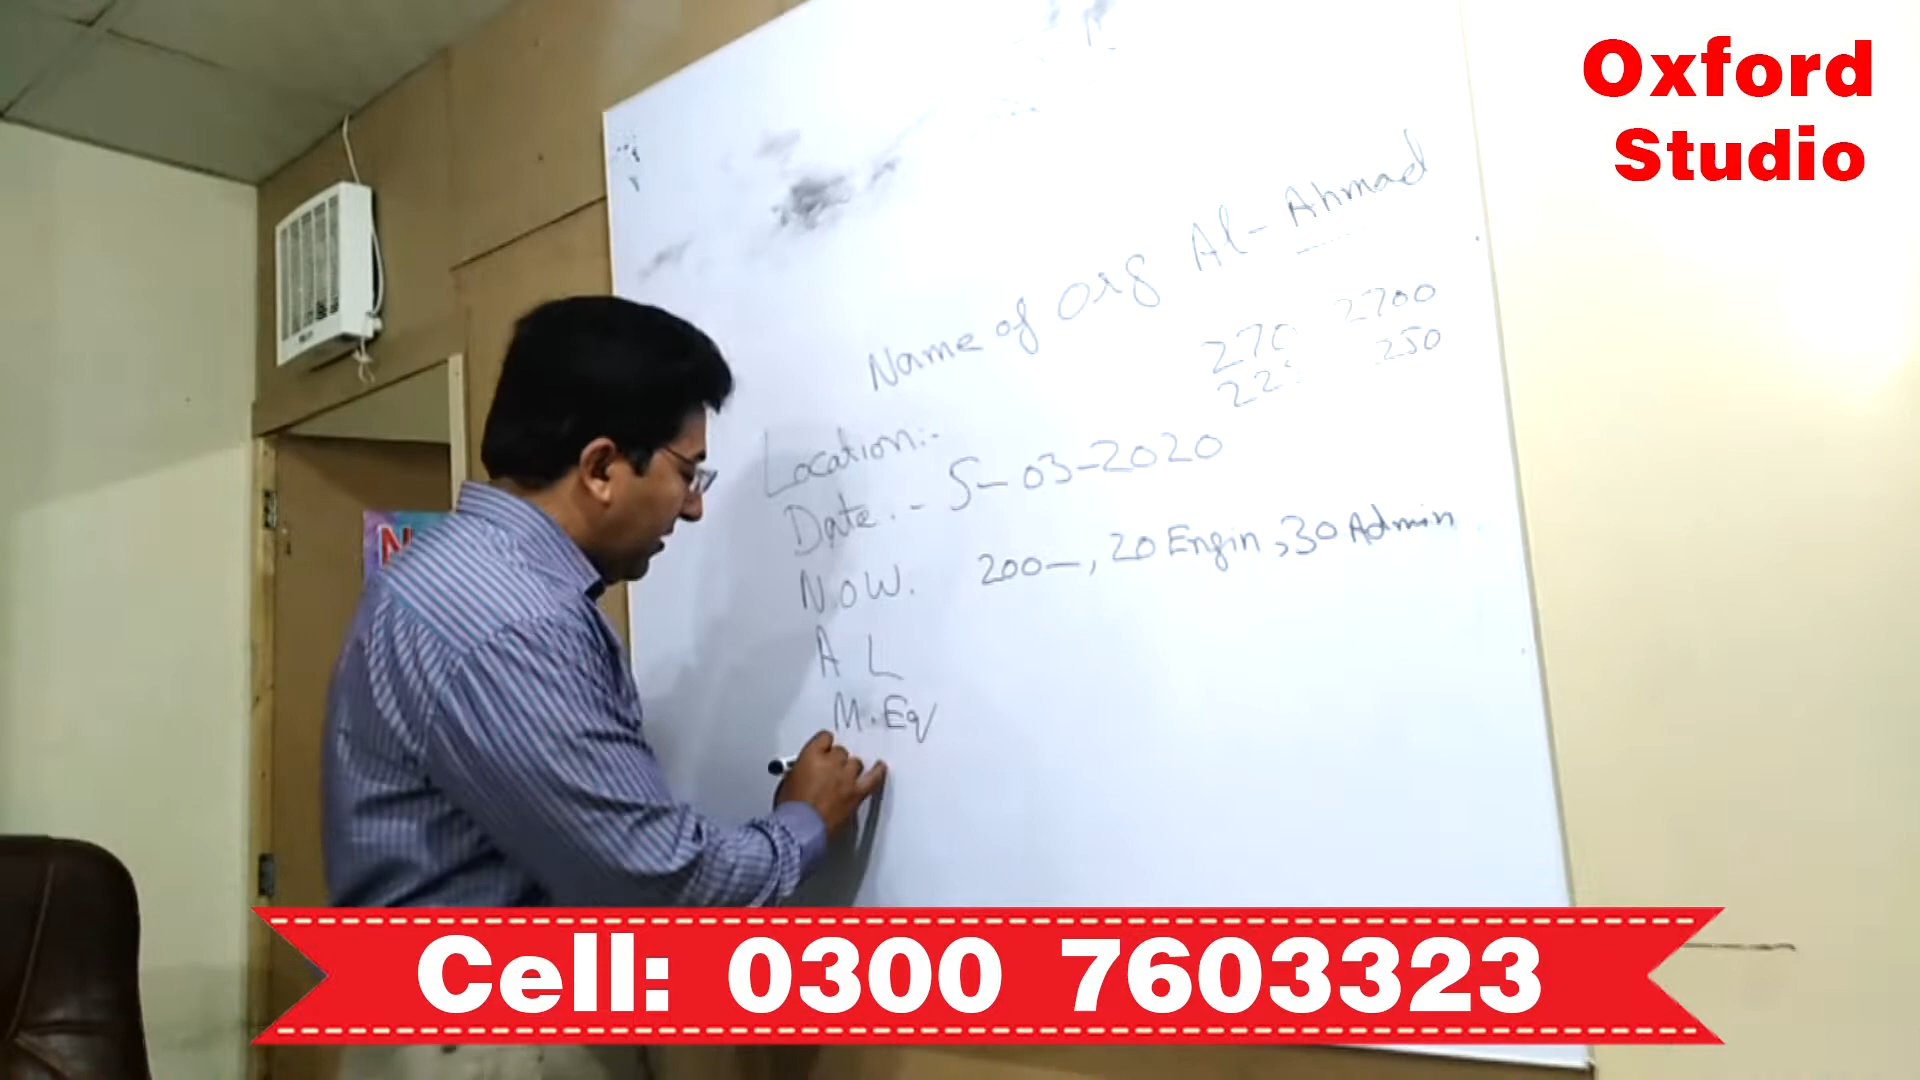 Oxford
Studio
Name of Org Al-Ahmad
270 2700
22 250
Location:-
Date:- 5-03-2020
N.O.W. 200-, 20 Engin, 30 Admin
A L
M.Eq
N
Cell: 0300 7603323